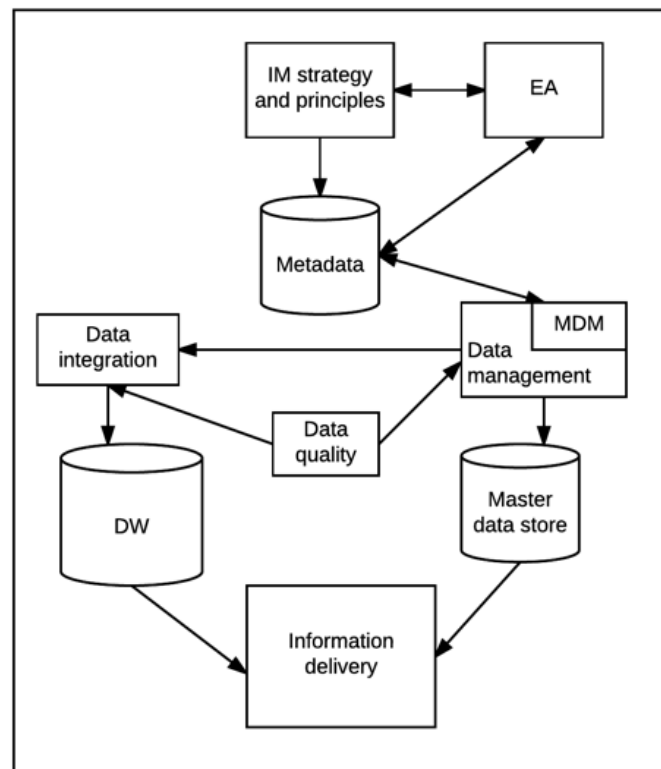 IM strategy
and principles
EA
Metadata
MDM
Data
management
Data
integration
Data
quality
DW
Master
data store
Information
delivery